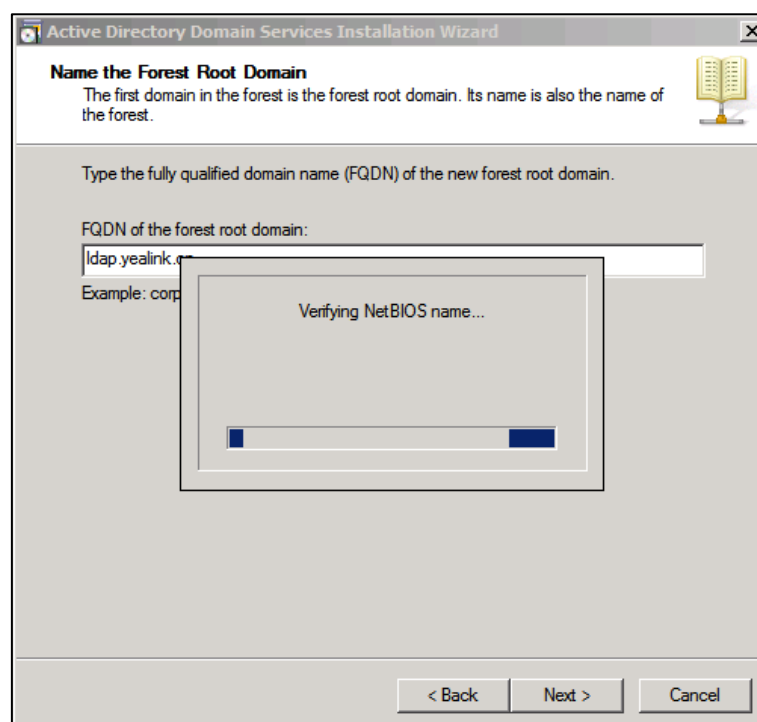 Active Directory Domain Services Installation Wizard
Name the Forest Root Domain
The first domain in the forest is the forest root domain. Its name is also the name of
the forest.
Type the fully qualified domain name (FQDN) of the new forest root domain.
FQDN of the forest root domain:
ldap.yealink.cn
Example: corp
Verifying NetBIOS name...
< Back
Next >
Cancel